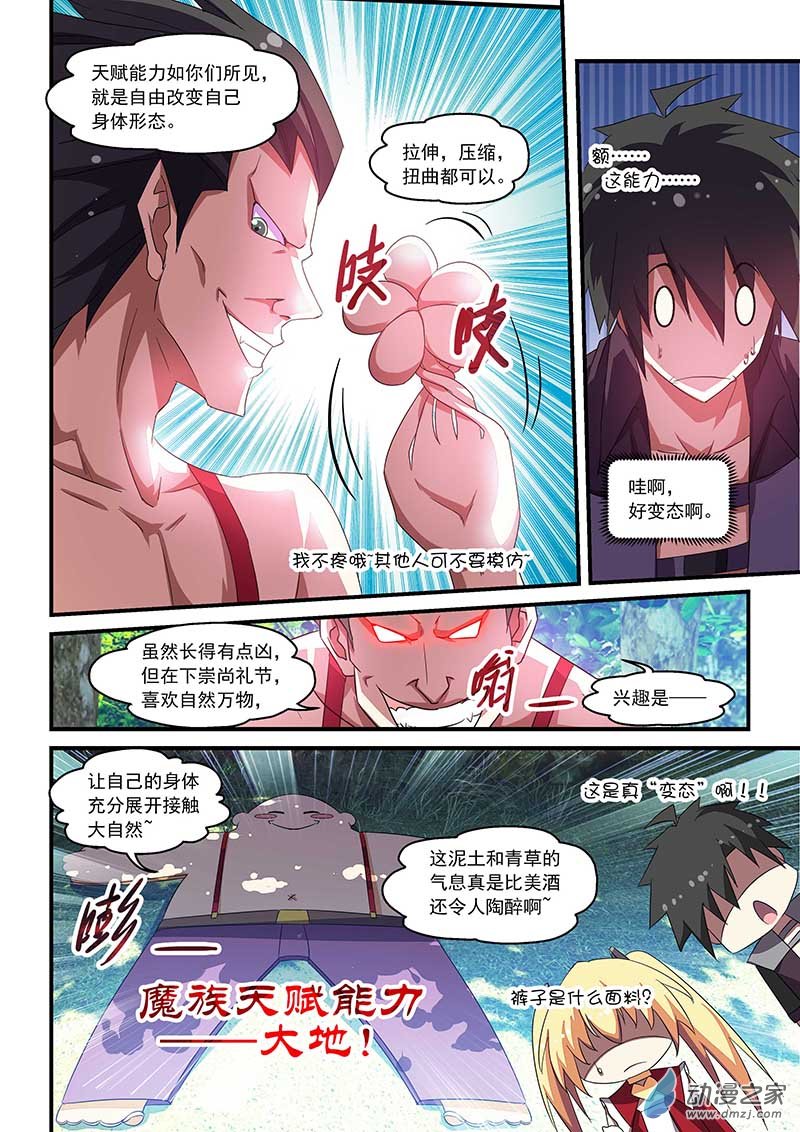 天赋能力如你们所见，
就是自由改变自己
身体形态。
拉伸，压缩，
扭曲都可以。
吱
吱
我不疼哦~其他人可不要模仿~
额……
这能力……
哇啊，
好变态啊。
虽然长得有点凶，
但在下崇尚礼节，
喜欢自然万物，
兴趣是——
让自己的身体
充分展开接触
大自然~
嘭—
这是真“变态”啊！！
这泥土和青草的
气息真是比美酒
还令人陶醉啊~
魔族天赋能力
——大地！
裤子是什么面料？
动漫之家
www.dmzj.com